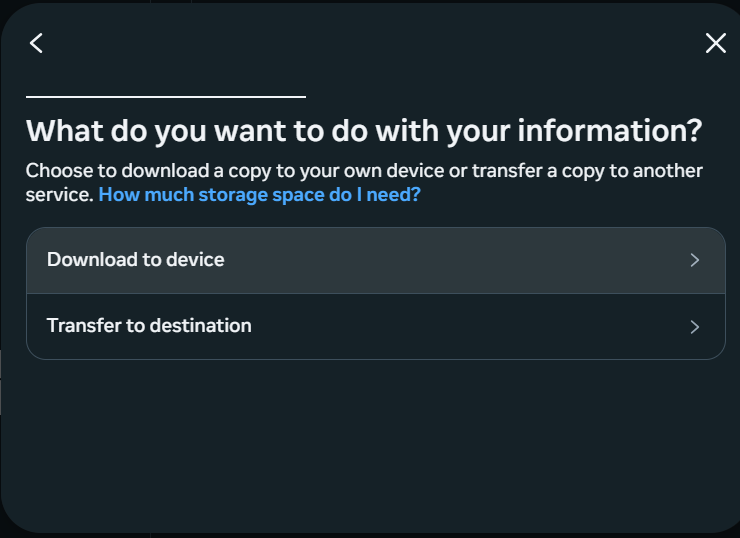 What do you want to do with your information?
Choose to download a copy to your own device or transfer a copy to another
service. How much storage space do I need?
Download to device
Transfer to destination